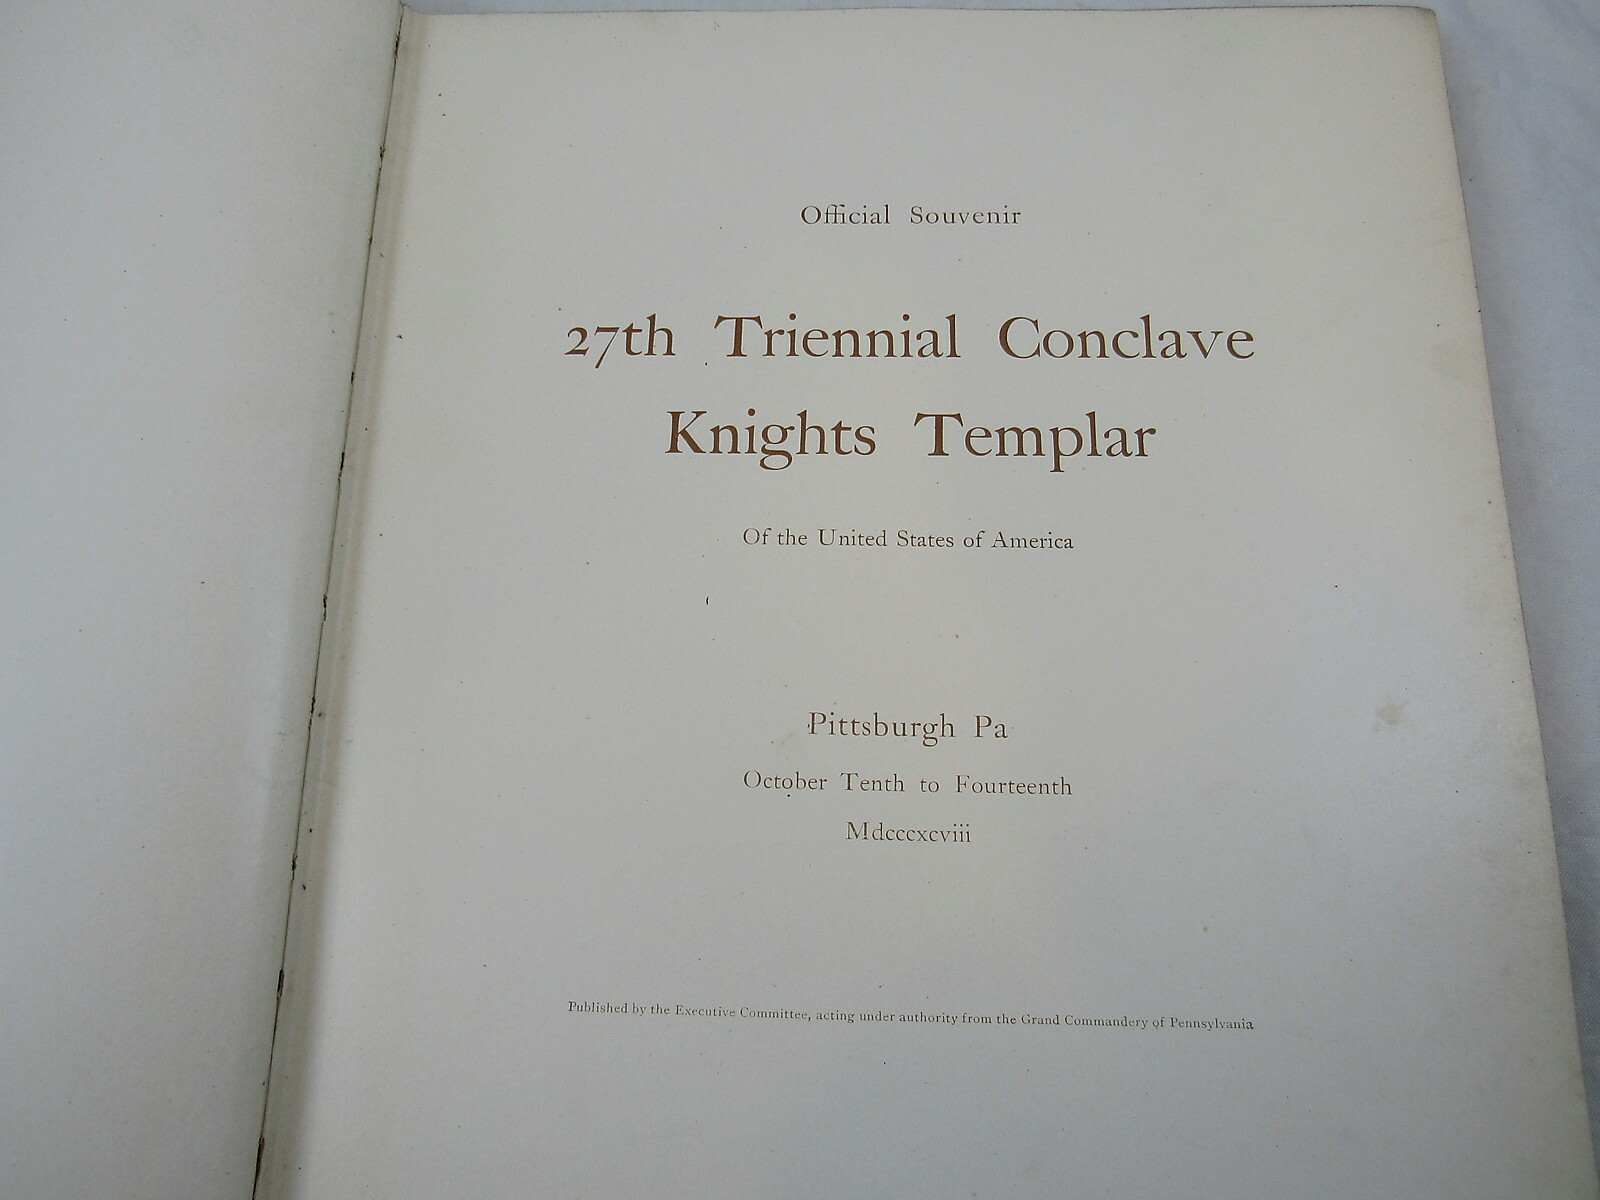 Official Souvenir
27th Triennial Conclave
Knights Templar
Of the United States of America
Pittsburgh Pa
October Tenth to Fourteenth
Mdcccxcviii
Published by the Executive Committee, acting under authority from the Grand Commandery of Pennsylvania